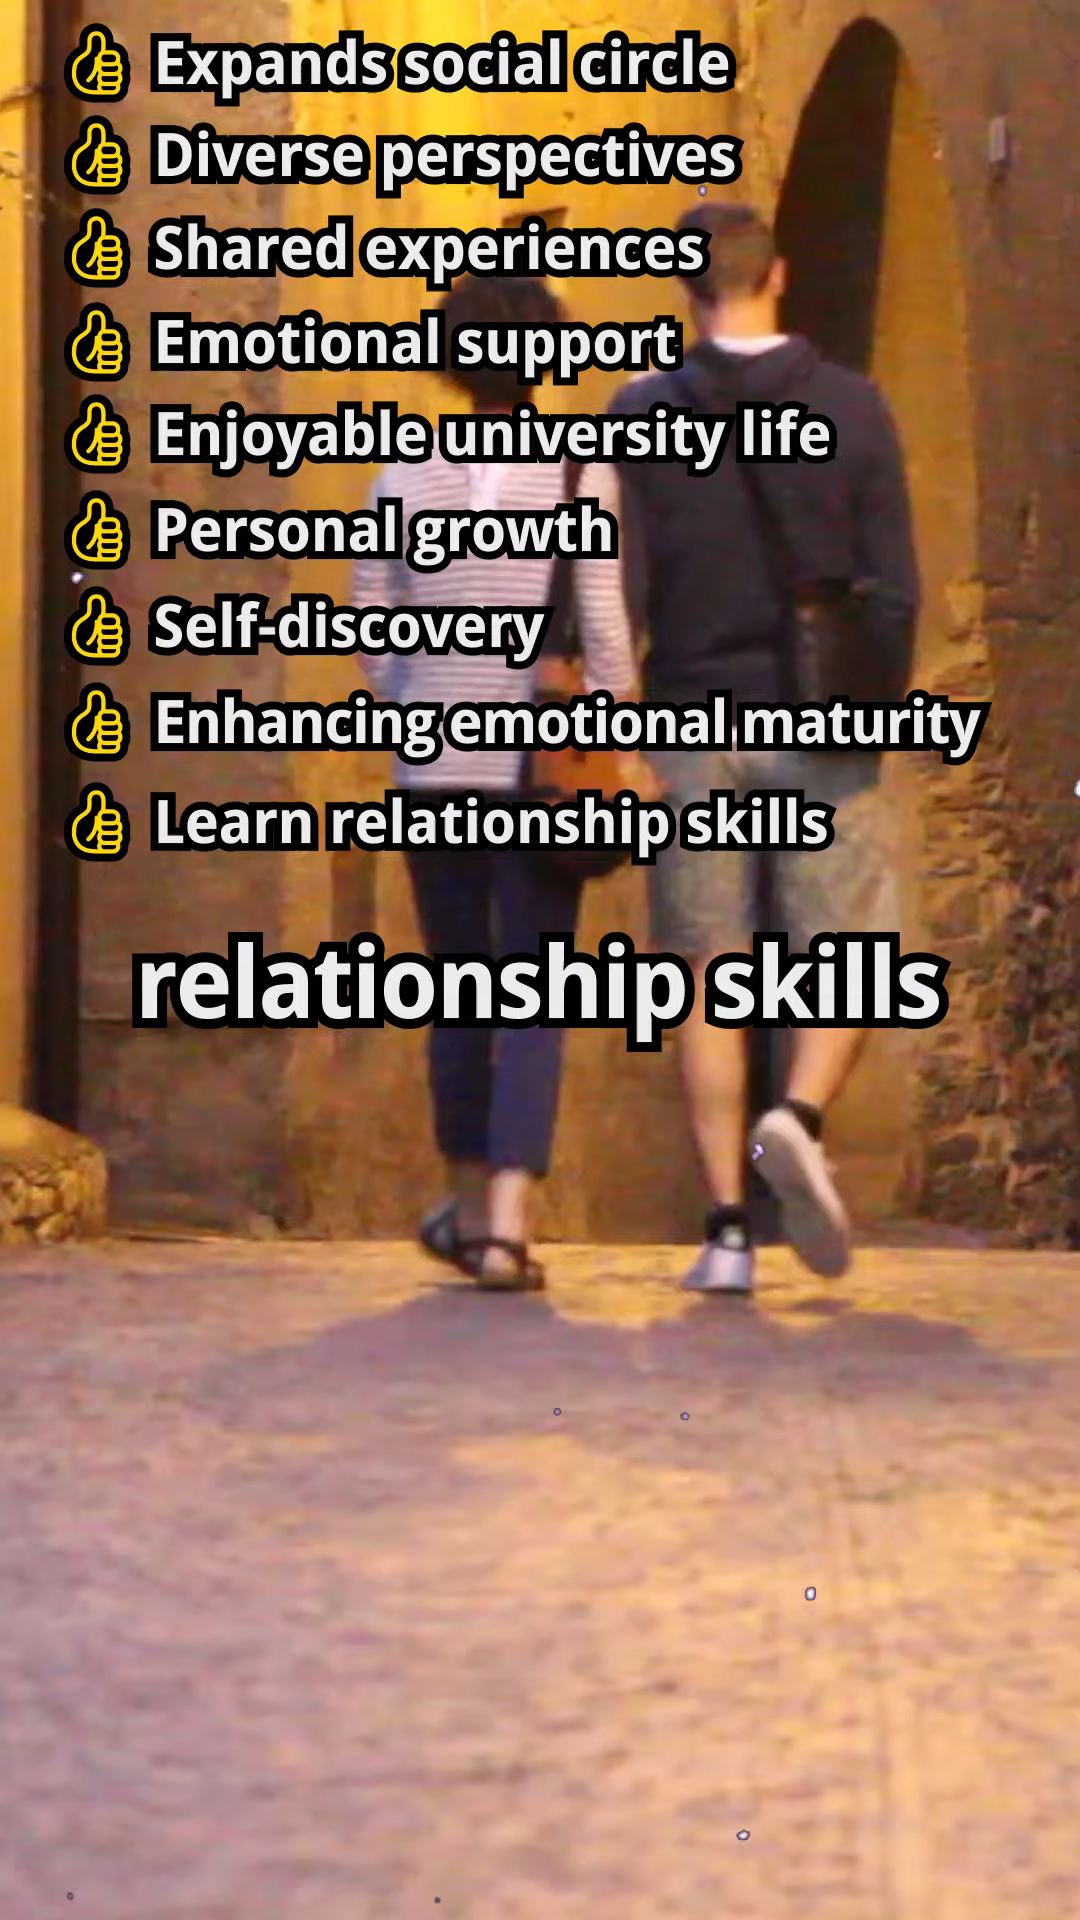 Expands social circle
Diverse perspectives
Shared experiences
Emotional support
Enjoyable university life
Personal growth
Self-discovery
Enhancing emotional maturity
Learn relationship skills
relationship skills